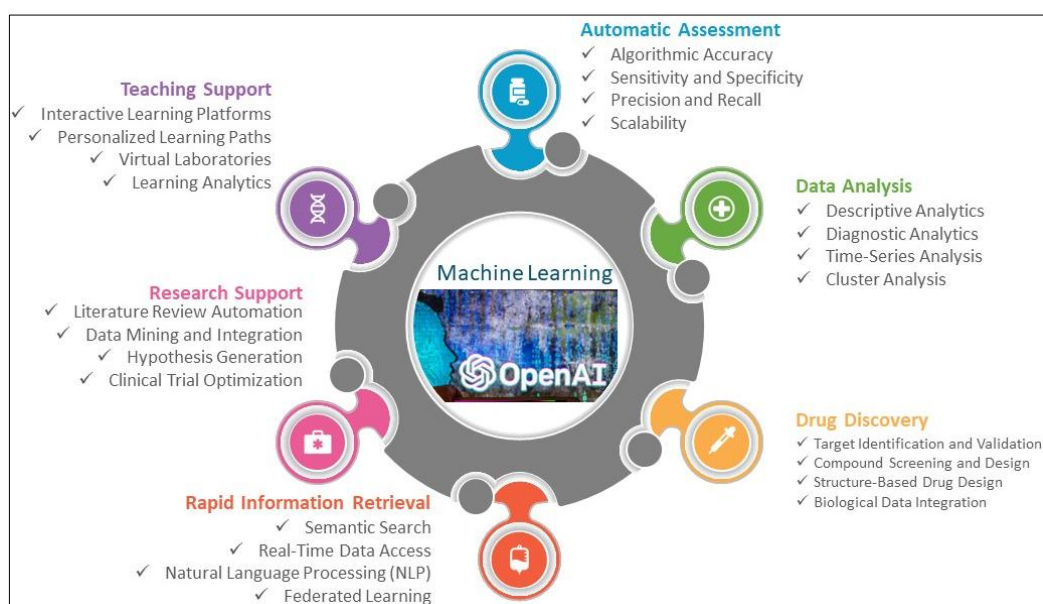 Automatic Assessment
✓ Algorithmic Accuracy
✓ Sensitivity and Specificity
✓ Precision and Recall
✓ Scalability
Teaching Support
✓ Interactive Learning Platforms
✓ Personalized Learning Paths
✓ Virtual Laboratories
✓ Learning Analytics
Data Analysis
✓ Descriptive Analytics
✓ Diagnostic Analytics
✓ Time-Series Analysis
✓ Cluster Analysis
Machine Learning
OpenAI
Research Support
✓ Literature Review Automation
✓ Data Mining and Integration
✓ Hypothesis Generation
✓ Clinical Trial Optimization
Drug Discovery
✓ Target Identification and Validation
✓ Compound Screening and Design
✓ Structure-Based Drug Design
✓ Biological Data Integration
Rapid Information Retrieval
✓ Semantic Search
✓ Real-Time Data Access
✓ Natural Language Processing (NLP)
✓ Federated Learning